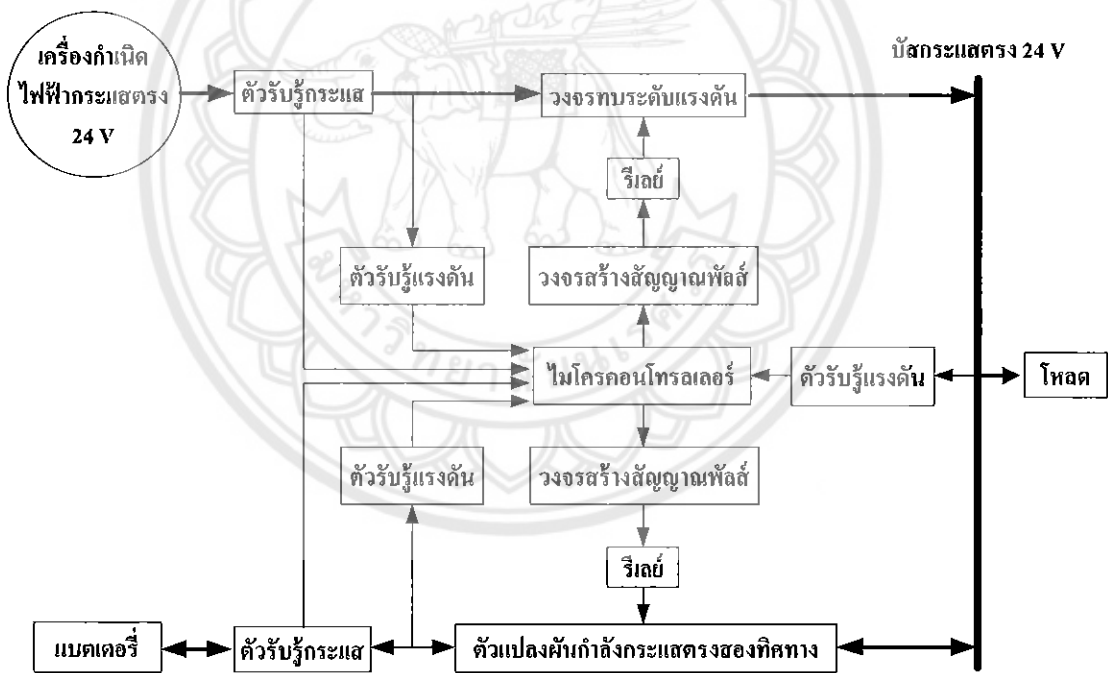 เครื่องกำเนิด
ไฟฟ้ากระแสตรง
24 V
ตัวรับรู้กระแส
วงจรทบระดับแรงดัน
บัสกระแสตรง 24 V
รีเลย์
ตัวรับรู้แรงดัน
วงจรสร้างสัญญาณพัลส์
ไมโครคอนโทรลเลอร์
ตัวรับรู้แรงดัน
โหลด
ตัวรับรู้แรงดัน
วงจรสร้างสัญญาณพัลส์
รีเลย์
แบตเตอรี่
ตัวรับรู้กระแส
ตัวแปลงผันกำลังกระแสตรงสองทิศทาง